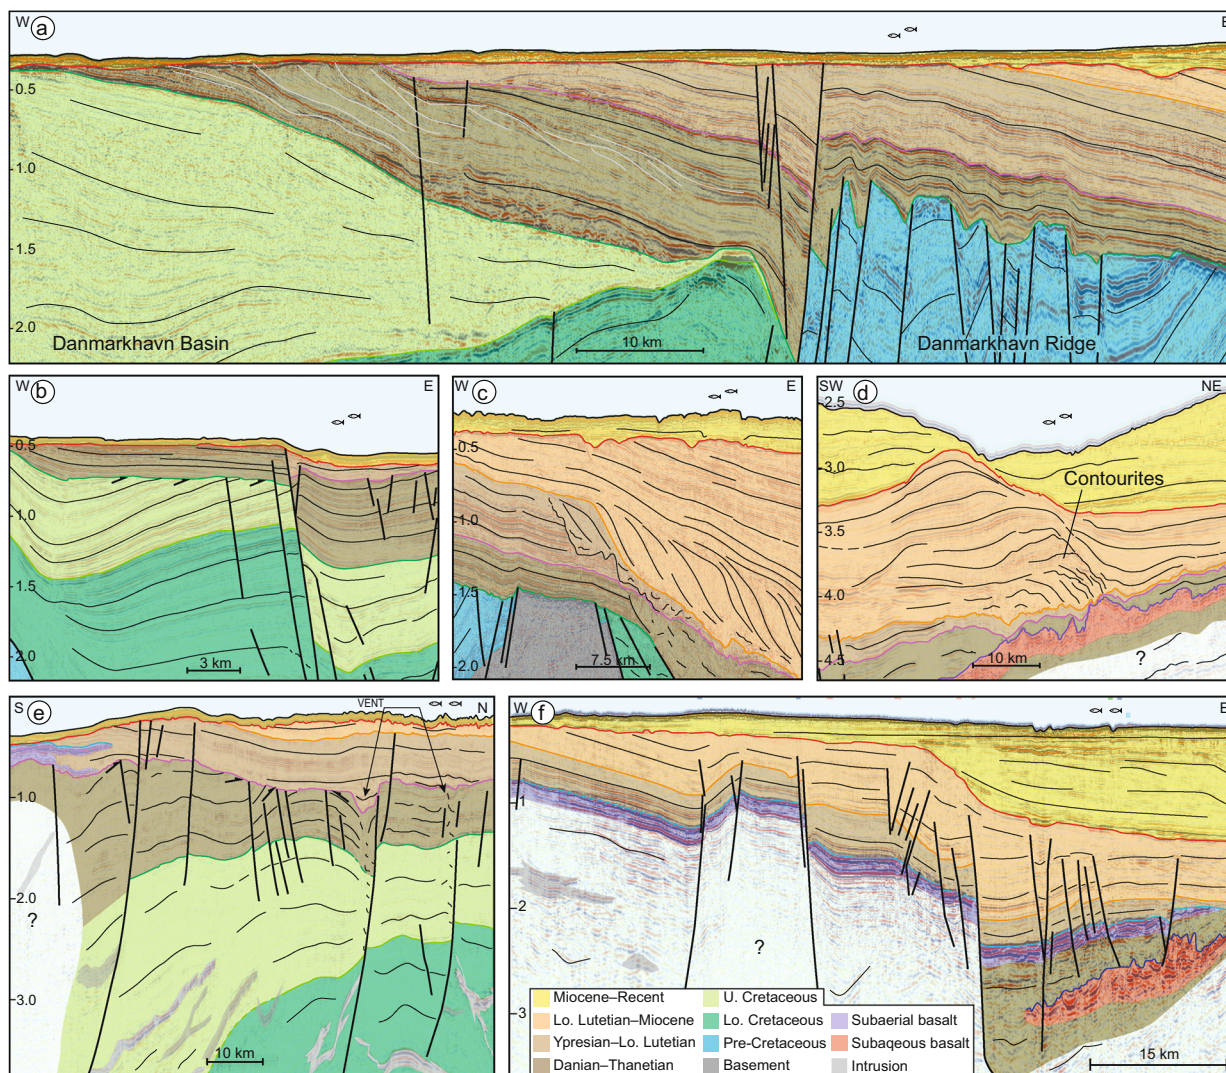 W
a
E
0.5
1.0
1.5
2.0
Danmarkhavn Basin
10 km
Danmarkhavn Ridge
W
b
E
0.5
1.0
1.5
2.0
3 km
W
c
E
0.5
1.0
1.5
2.0
7.5 km
SW
d
NE
2.5
3.0
3.5
4.0
4.5
Contourites
10 km
?
S
e
VENT
N
1.0
2.0
3.0
?
10 km
W
f
E
1
2
3
?
15 km
Miocene–Recent
Lo. Lutetian–Miocene
Ypresian–Lo. Lutetian
Danian–Thanetian
U. Cretaceous
Lo. Cretaceous
Pre-Cretaceous
Basement
Subaerial basalt
Subaqeous basalt
Intrusion